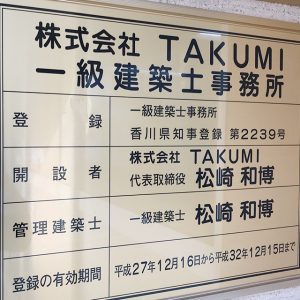 株式会社 TAKUMI
一級建築士事務所
登録 一級建築士事務所
香川県知事登録 第2239号
開設者 株式会社 TAKUMI
代表取締役 松崎 和博
管理建築士 一級建築士 松崎 和博
登録の有効期間 平成27年12月16日から平成32年12月15日まで